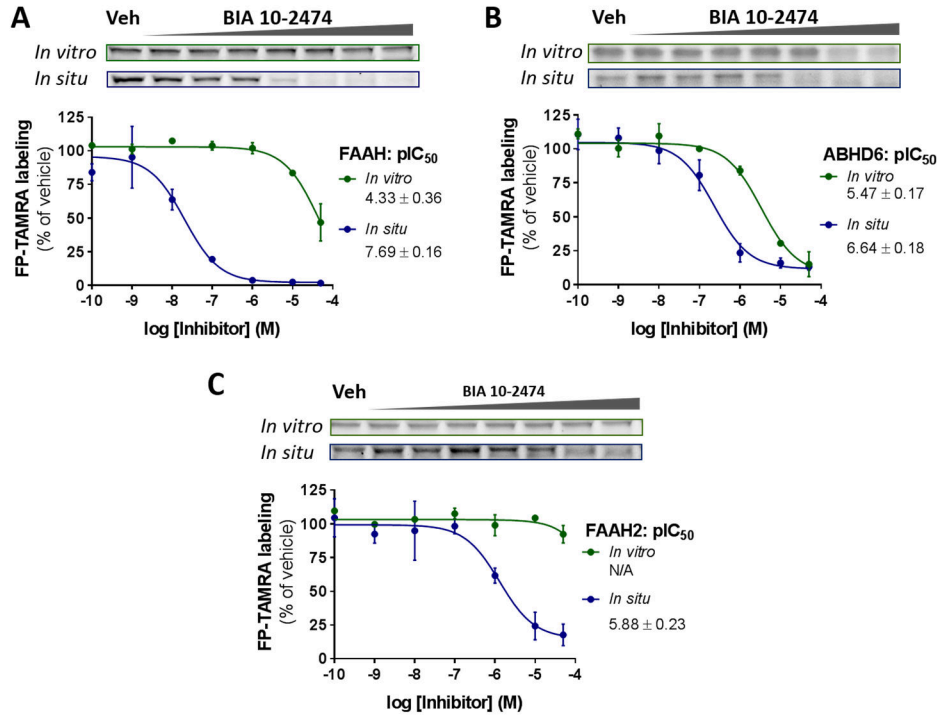 A
Veh BIA 10-2474
In vitro
In situ
125
100
75
50
25
0
FP-TAMRA labeling
(% of vehicle)
-10 -9 -8 -7 -6 -5 -4
log [Inhibitor] (M)
FAAH: pIC50
In vitro
4.33 ± 0.36
In situ
7.69 ± 0.16
B
Veh BIA 10-2474
In vitro
In situ
125
100
75
50
25
0
FP-TAMRA labeling
(% of vehicle)
-10 -9 -8 -7 -6 -5 -4
log [Inhibitor] (M)
ABHD6: pIC50
In vitro
5.47 ± 0.17
In situ
6.64 ± 0.18
C
Veh BIA 10-2474
In vitro
In situ
125
100
75
50
25
0
FP-TAMRA labeling
(% of vehicle)
-10 -9 -8 -7 -6 -5 -4
log [Inhibitor] (M)
FAAH2: pIC50
In vitro
N/A
In situ
5.88 ± 0.23